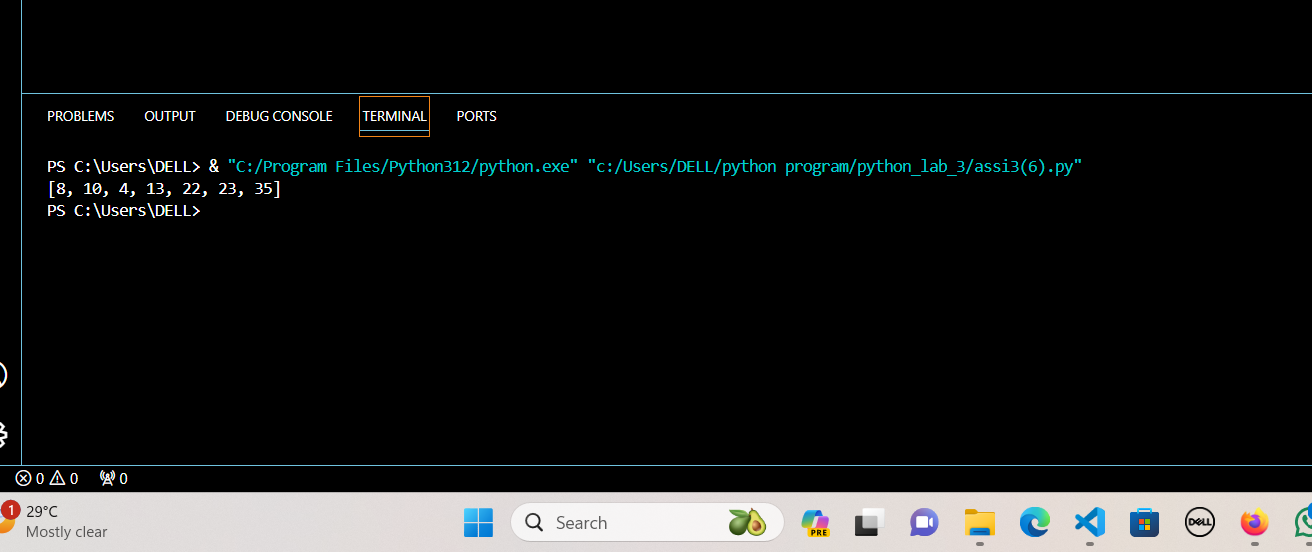 PROBLEMS OUTPUT DEBUG CONSOLE TERMINAL PORTS
PS C:\Users\DELL> & "C:/Program Files/Python312/python.exe" "c:/Users/DELL/python program/python_lab_3/assi3(6).py"
[8, 10, 4, 13, 22, 23, 35]
PS C:\Users\DELL>
0 0 0
1
29°C
Mostly clear
Search
PRE
DELL